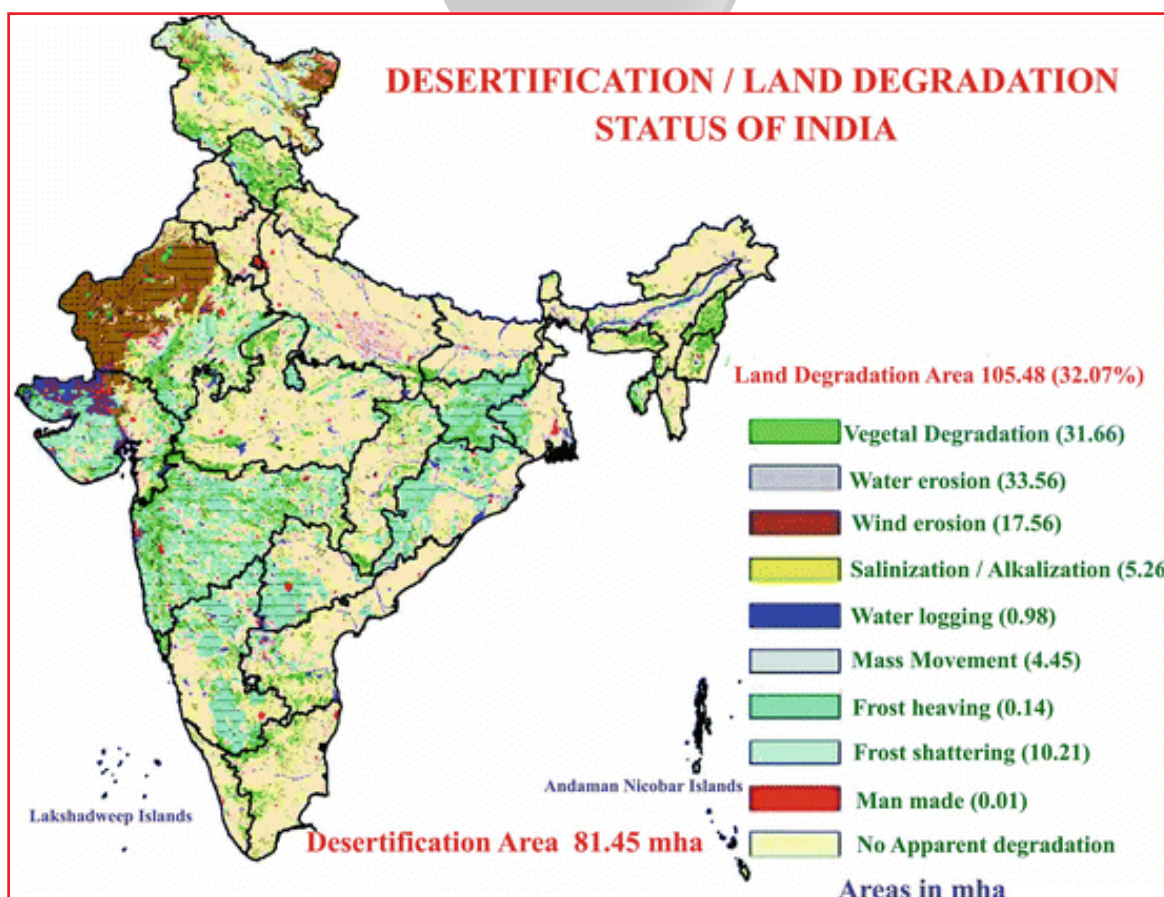 DESERTIFICATION / LAND DEGRADATION
STATUS OF INDIA
Land Degradation Area 105.48 (32.07%)
Vegetal Degradation (31.66)
Water erosion (33.56)
Wind erosion (17.56)
Salinization / Alkalization (5.26
Water logging (0.98)
Mass Movement (4.45)
Frost heaving (0.14)
Frost shattering (10.21)
Man made (0.01)
No Apparent degradation
Areas in mha
Andaman Nicobar Islands
Lakshadweep Islands
Desertification Area 81.45 mha